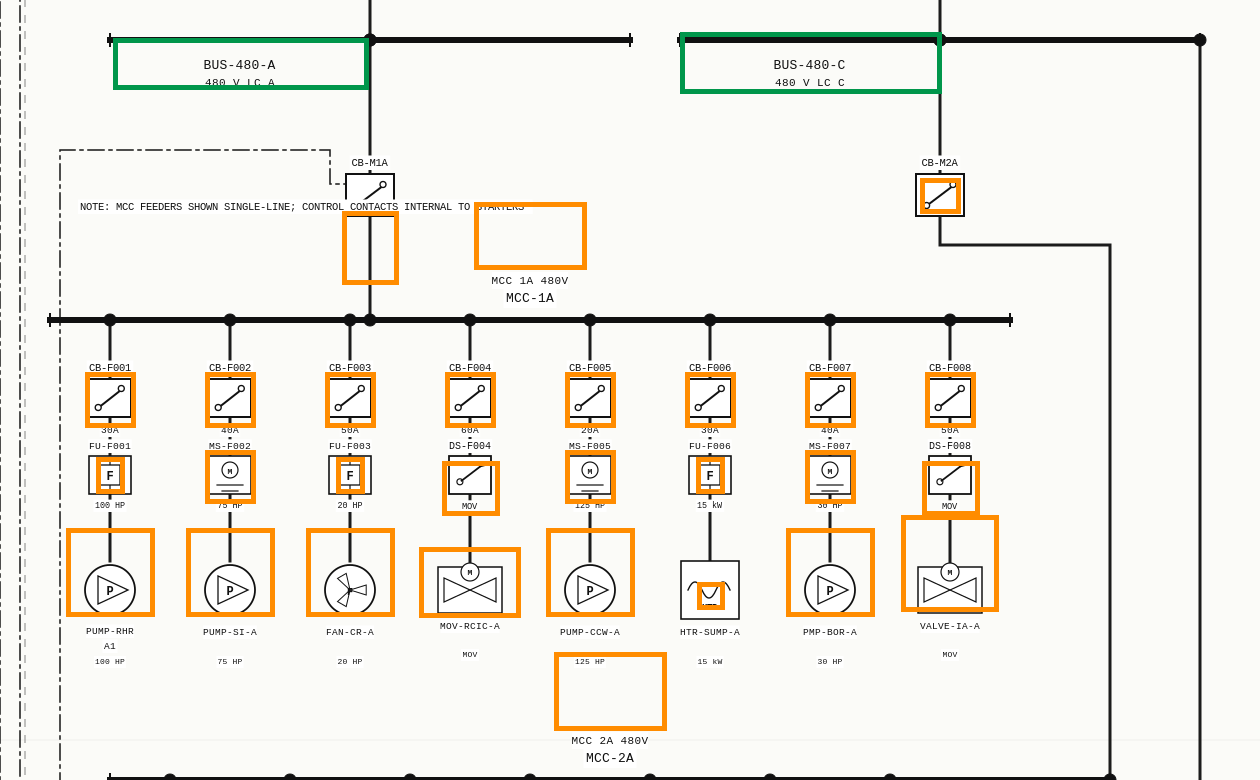 BUS-480-A
480 V LC A
BUS-480-C
480 V LC C
CB-M1A
CB-M2A
NOTE: MCC FEEDERS SHOWN SINGLE-LINE; CONTROL CONTACTS INTERNAL TO STARTERS
MCC 1A 480V
MCC-1A
CB-F001 CB-F002 CB-F003 CB-F004 CB-F005 CB-F006 CB-F007 CB-F008
30A 40A 50A 60A 20A 30A 40A 50A
FU-F001 MS-F002 FU-F003 DS-F004 MS-F005 FU-F006 MS-F007 DS-F008
F M F M F M
100 HP 75 HP 20 HP MOV 125 HP 15 kW 30 HP MOV
M M
P P P P
PUMP-RHR PUMP-SI-A FAN-CR-A MOV-RCIC-A PUMP-CCW-A HTR-SUMP-A PMP-BOR-A VALVE-IA-A
A1
100 HP 75 HP 20 HP MOV 125 HP 15 kW 30 HP MOV
MCC 2A 480V
MCC-2A